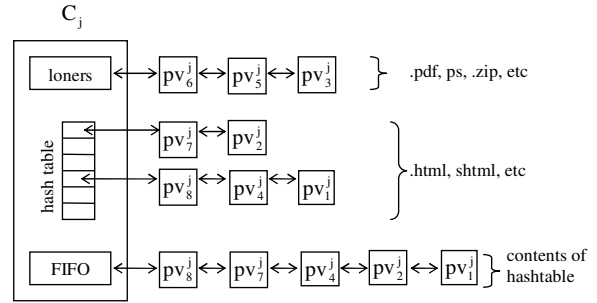 C_j
loners pv_6^j pv_5^j pv_3^j .pdf, ps, .zip, etc
pv_7^j pv_2^j
hash table .html, shtml, etc
pv_8^j pv_4^j pv_1^j
FIFO pv_8^j pv_7^j pv_4^j pv_2^j pv_1^j contents of
hashtable